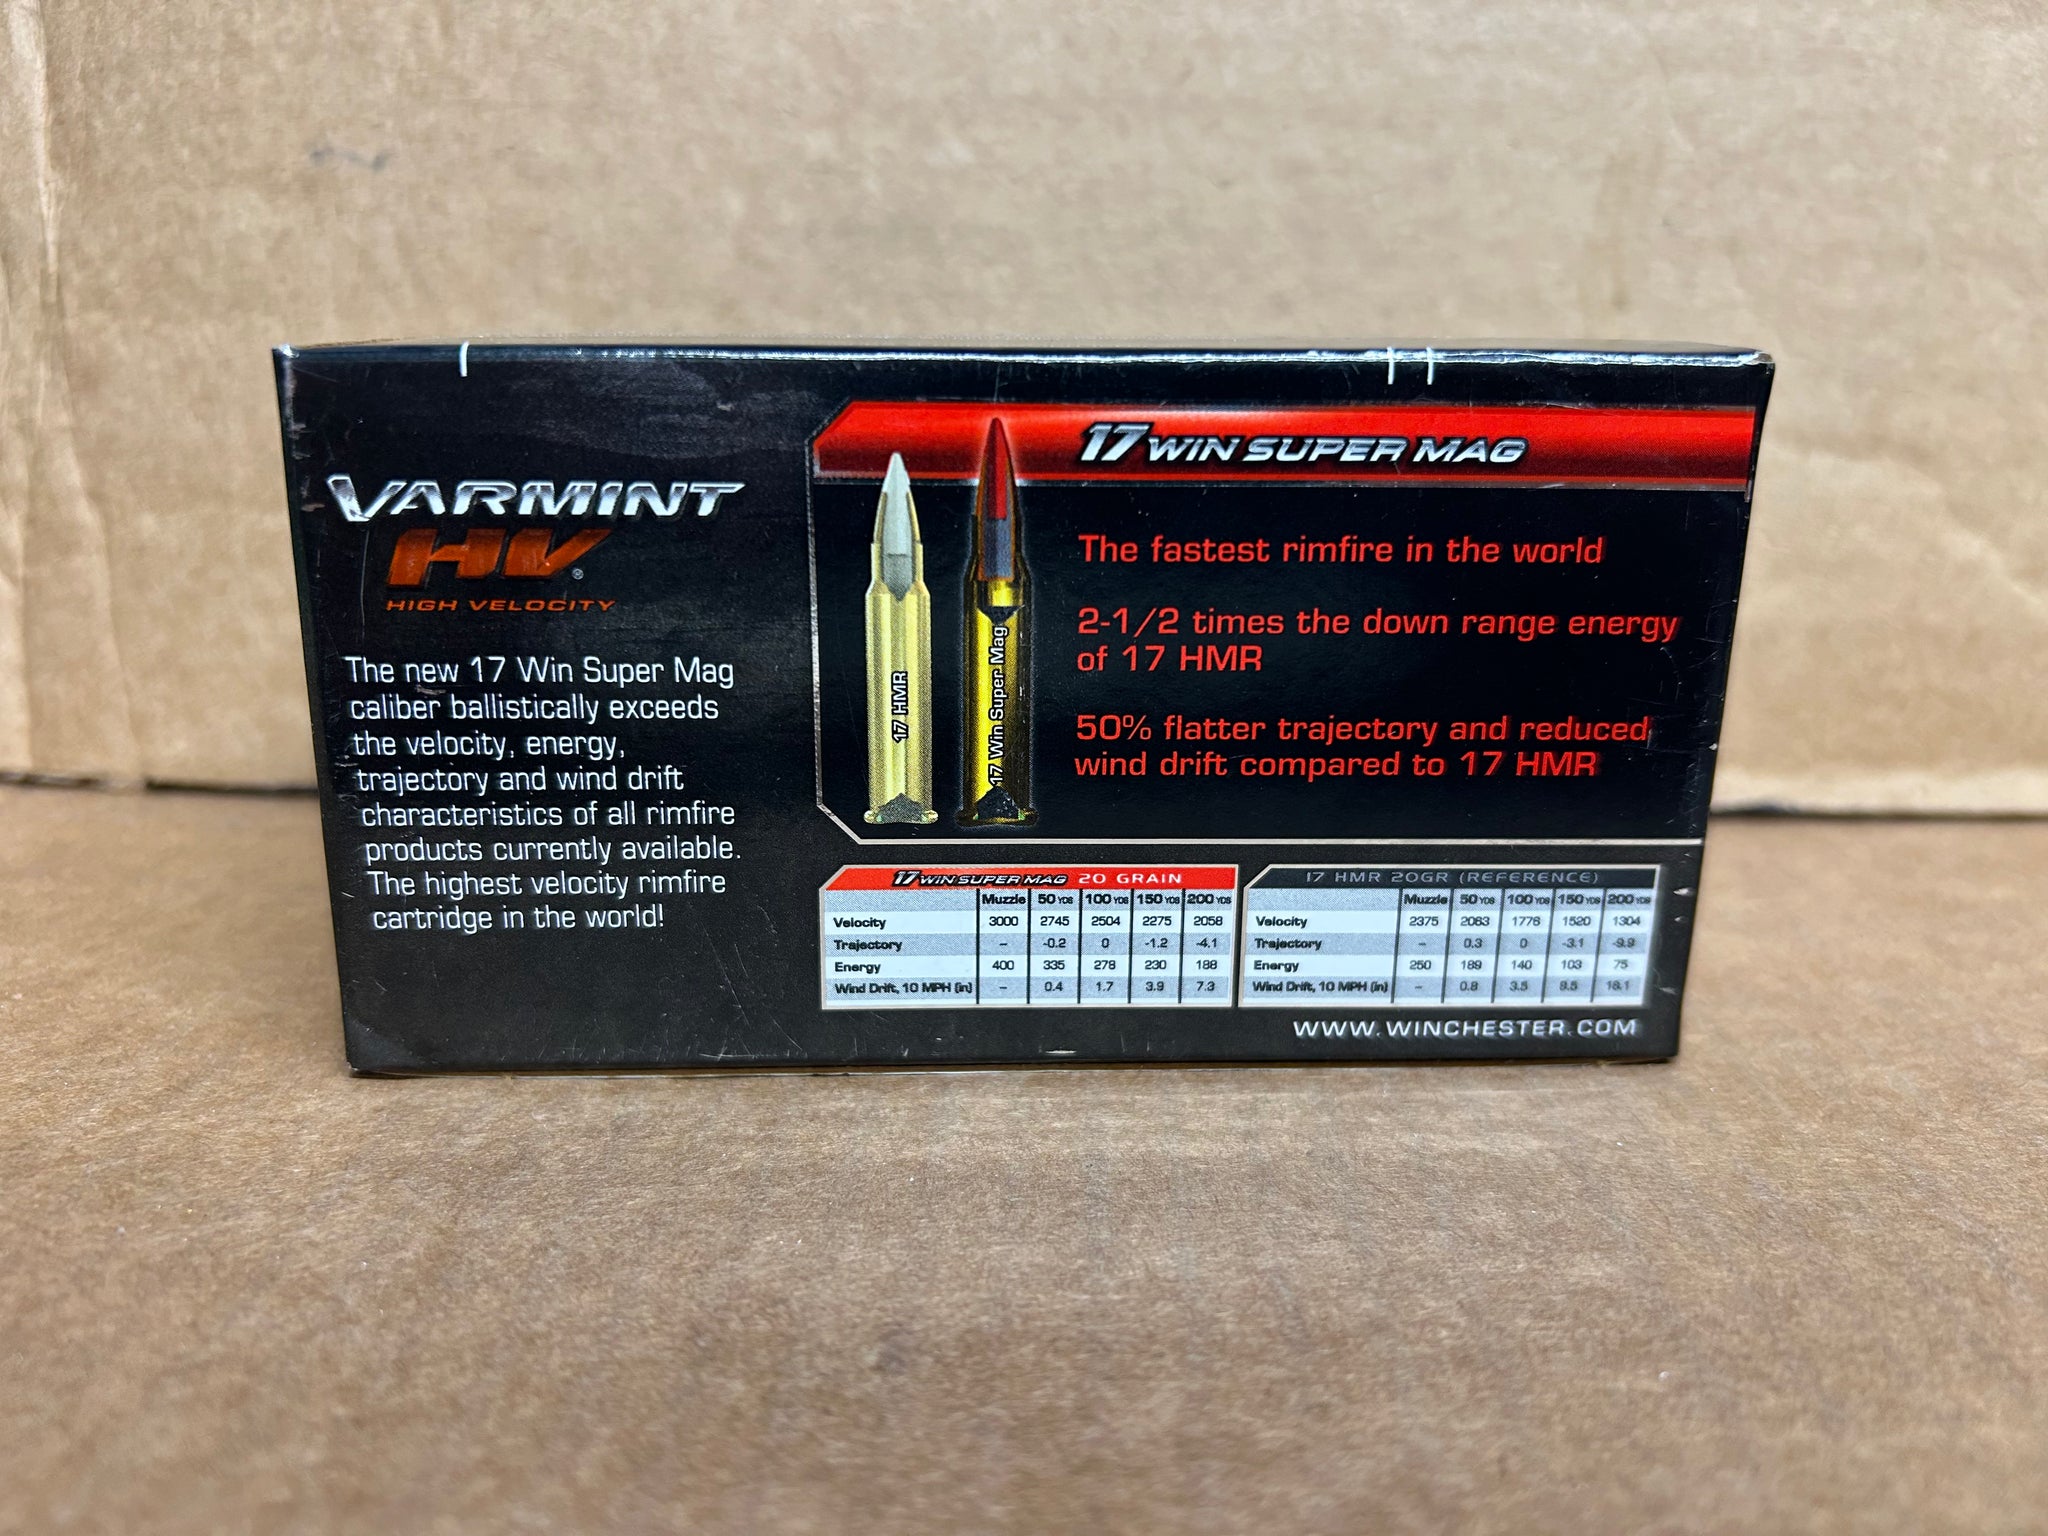 VARMINT
HV®
HIGH VELOCITY
The new 17 Win Super Mag
caliber ballistically exceeds
the velocity, energy,
trajectory and wind drift
characteristics of all rimfire
products currently available.
The highest velocity rimfire
cartridge in the world!
17 WIN SUPER MAG
The fastest rimfire in the world
2-1/2 times the down range energy
of 17 HMR
50% flatter trajectory and reduced
wind drift compared to 17 HMR
17 HMR
17 Win Super Mag
17 WIN SUPER MAG 20 GRAIN
Muzzle 50 YDS 100 YDS 150 YDS 200 YDS
Velocity 3000 2745 2504 2275 2058
Trajectory – -0.2 0 -1.2 -4.1
Energy 400 335 278 230 188
Wind Drift, 10 MPH (in) – 0.4 1.7 3.9 7.3
17 HMR 20GR (REFERENCE)
Muzzle 50 YDS 100 YDS 150 YDS 200 YDS
Velocity 2375 2063 1776 1520 1304
Trajectory – 0.3 0 -3.1 -9.9
Energy 250 189 140 103 75
Wind Drift, 10 MPH (in) – 0.8 3.5 8.5 16.1
WWW.WINCHESTER.COM